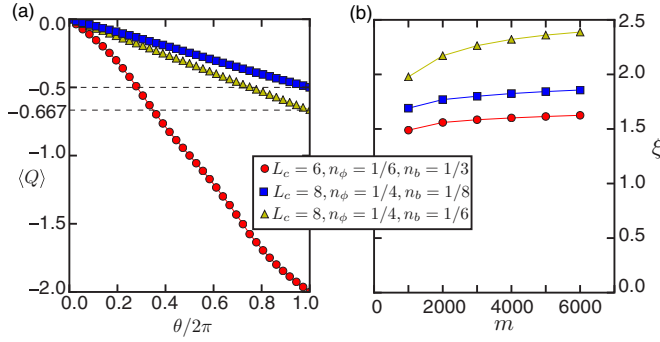 (a)
0.0
−0.5
−0.667
−1.0
−1.5
−2.0
⟨Q⟩
0.0 0.2 0.4 0.6 0.8 1.0
θ/2π
L_c = 6, n_ϕ = 1/6, n_b = 1/3
L_c = 8, n_ϕ = 1/4, n_b = 1/8
L_c = 8, n_ϕ = 1/4, n_b = 1/6
(b)
2.5
2.0
1.5
1.0
0.5
0.0
ξ
0 2000 4000 6000
m